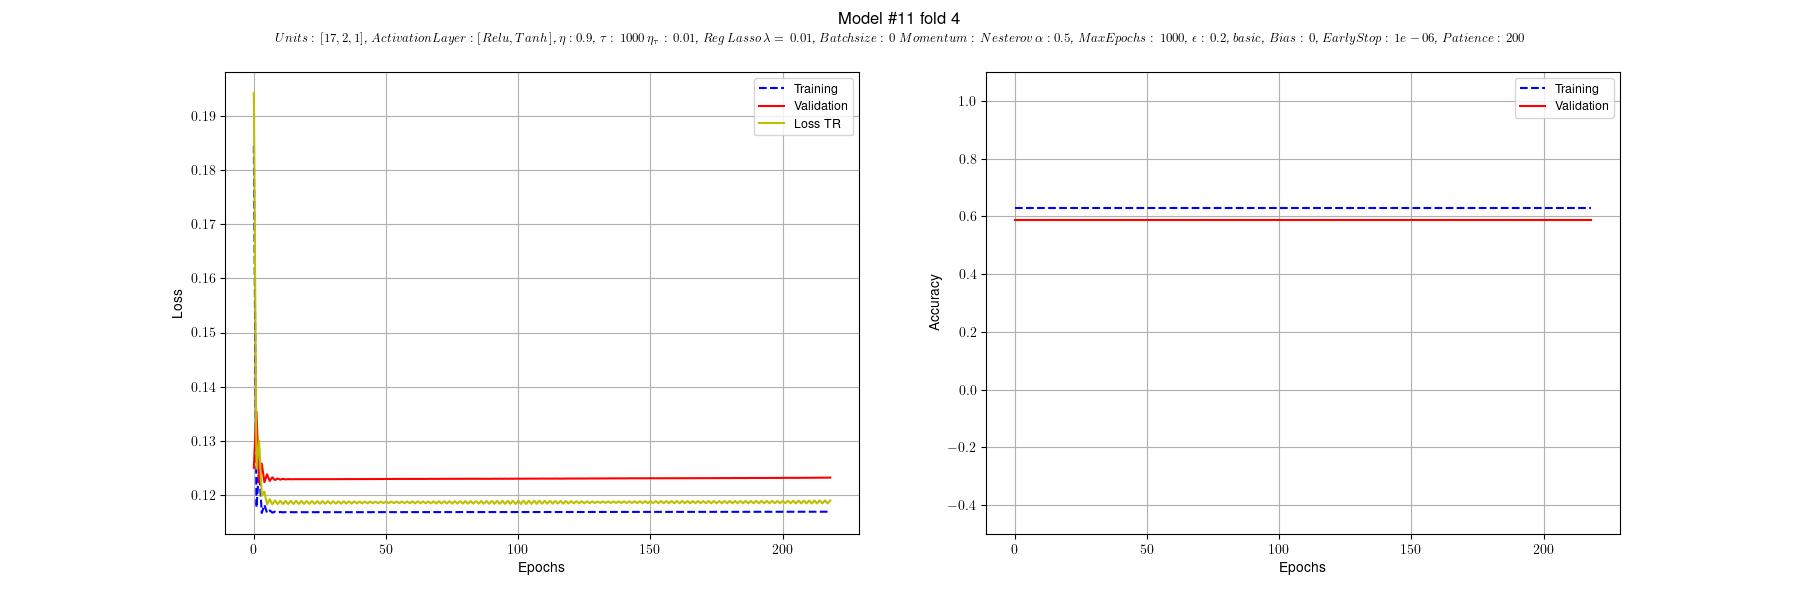 Model #11 fold 4
Units : [17, 2, 1], ActivationLayer : [Relu, Tanh], η : 0.9, τ : 1000 ητ : 0.01, Reg Lasso λ = 0.01, Batchsize : 0 Momentum : Nesterov α : 0.5, MaxEpochs : 1000, ϵ : 0.2, basic, Bias : 0, EarlyStop : 1e − 06, Patience : 200
Training
Validation
Loss TR
0.19
0.18
0.17
0.16
0.15
0.14
0.13
0.12
Loss
0 50 100 150 200
Epochs
Training
Validation
1.0
0.8
0.6
0.4
0.2
0.0
−0.2
−0.4
Accuracy
0 50 100 150 200
Epochs